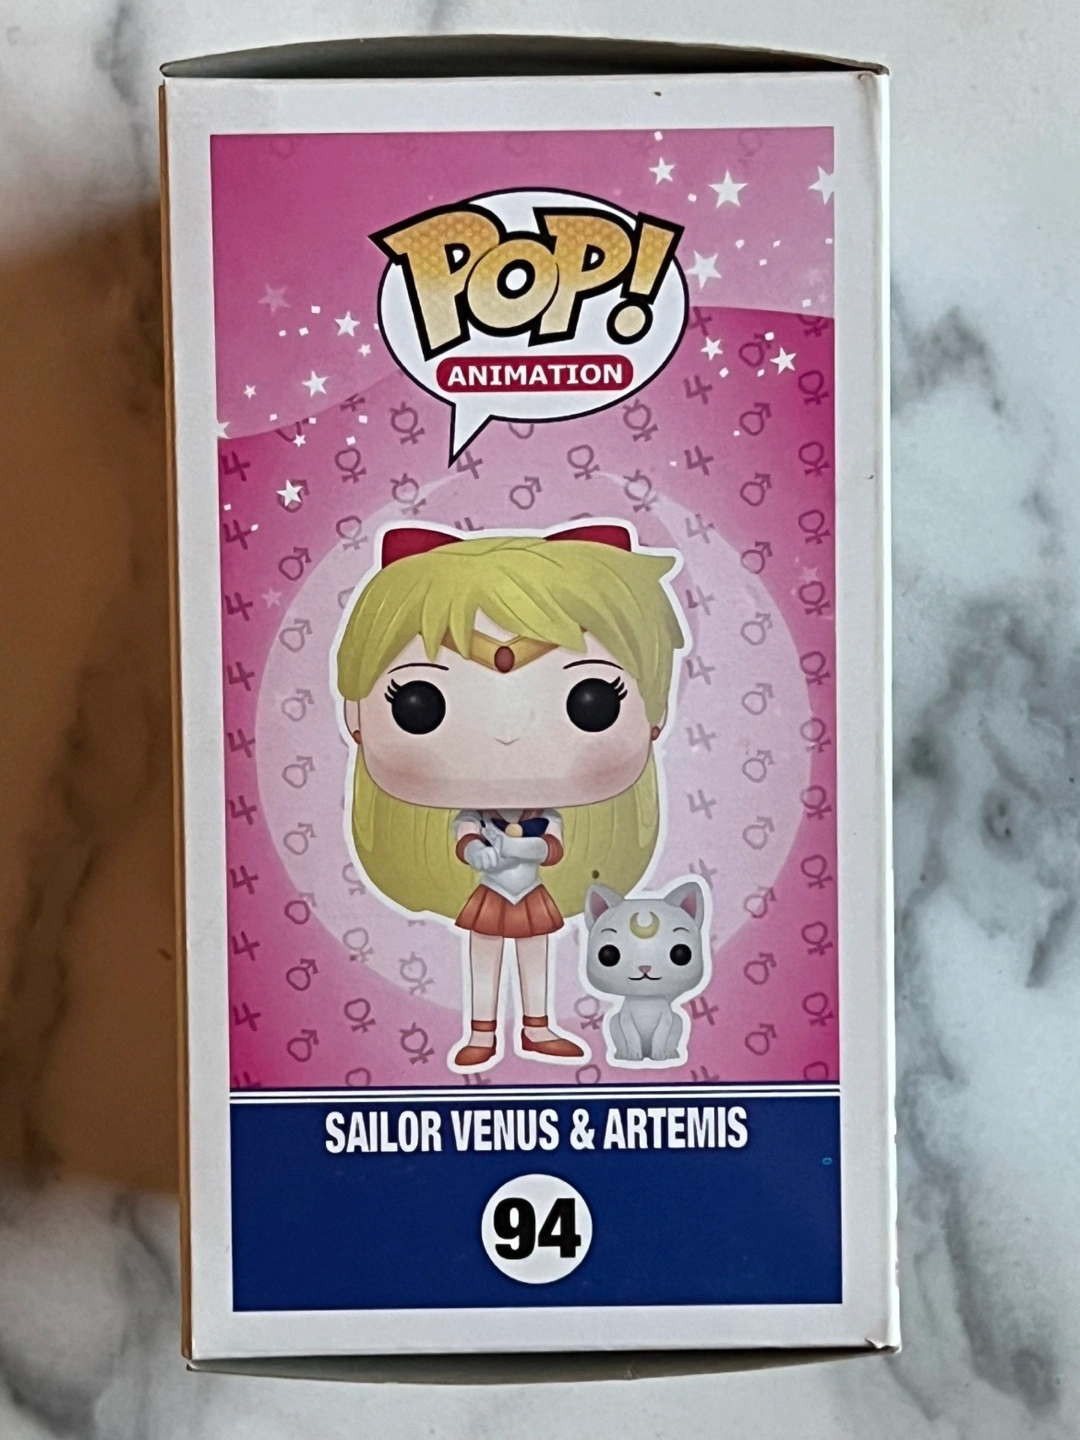 POP!
ANIMATION
SAILOR VENUS & ARTEMIS
94